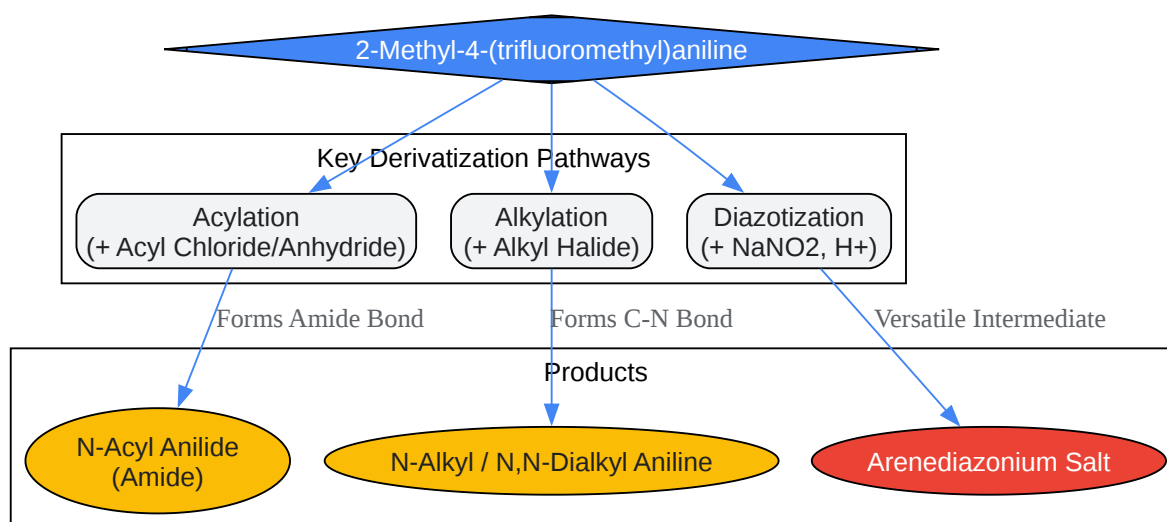 2-Methyl-4-(trifluoromethyl)aniline
Key Derivatization Pathways
Acylation
(+ Acyl Chloride/Anhydride)
Alkylation
(+ Alkyl Halide)
Diazotization
(+ NaNO2, H+)
Forms Amide Bond
Forms C-N Bond
Versatile Intermediate
Products
N-Acyl Anilide
(Amide)
N-Alkyl / N,N-Dialkyl Aniline
Arenediazonium Salt